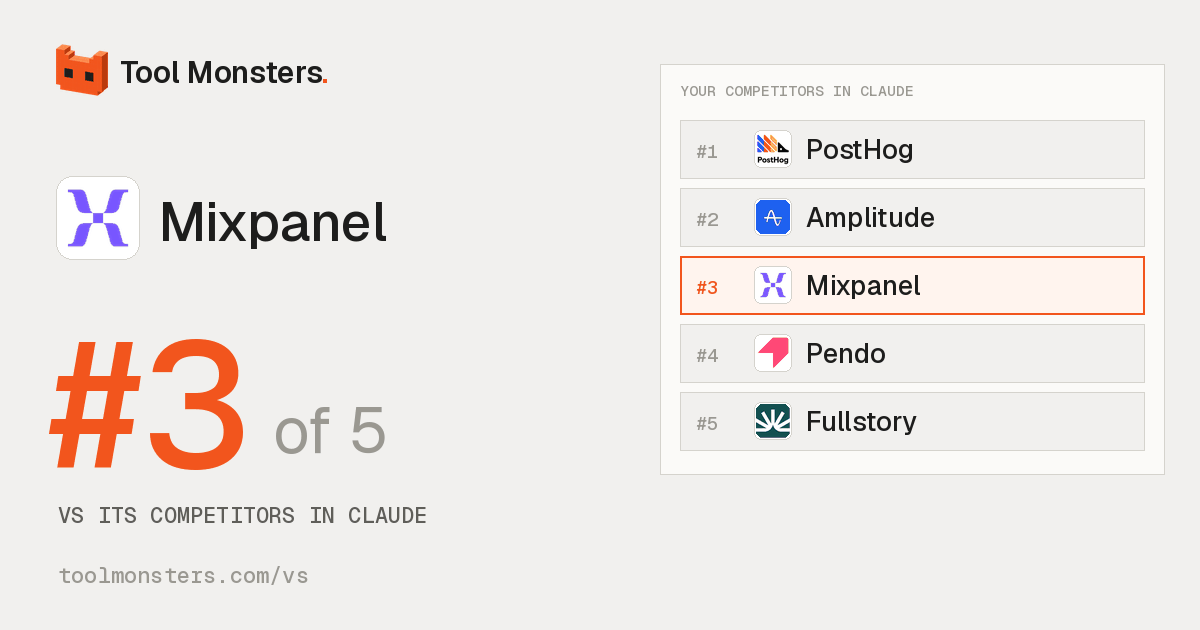 Tool Monsters.
Mixpanel
#3 of 5
VS ITS COMPETITORS IN CLAUDE
toolmonsters.com/vs
YOUR COMPETITORS IN CLAUDE
#1 PostHog PostHog
#2 Amplitude
#3 Mixpanel
#4 Pendo
#5 Fullstory